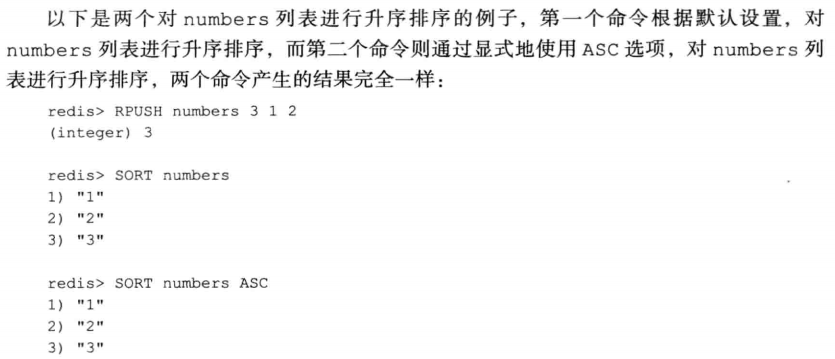 以下是两个对 numbers 列表进行升序排序的例子，第一个命令根据默认设置，对
numbers 列表进行升序排序，而第二个命令则通过显式地使用 ASC 选项，对 numbers 列
表进行升序排序，两个命令产生的结果完全一样：
redis> RPUSH numbers 3 1 2
(integer) 3
redis> SORT numbers
1) "1"
2) "2"
3) "3"
redis> SORT numbers ASC
1) "1"
2) "2"
3) "3"